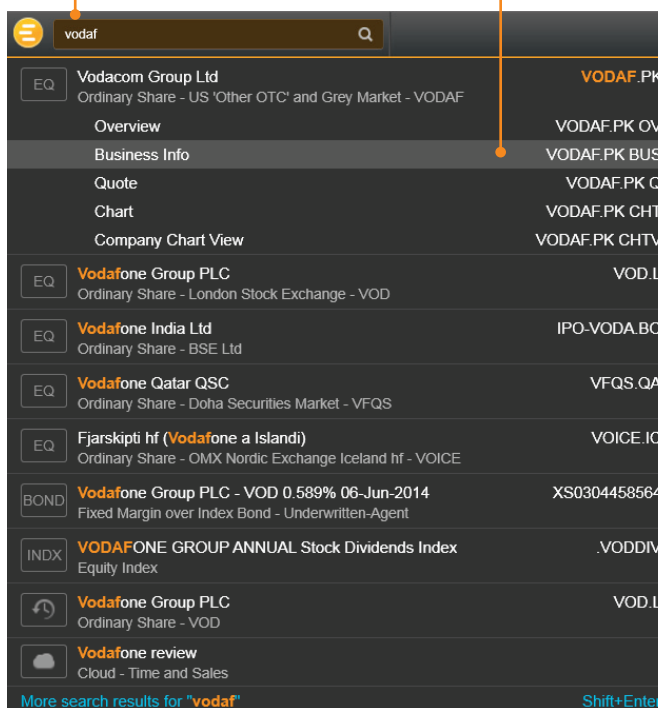 vodaf
EQ Vodacom Group Ltd VODAF.PK
Ordinary Share - US 'Other OTC' and Grey Market - VODAF
Overview VODAF.PK OV
Business Info VODAF.PK BUS
Quote VODAF.PK Q
Chart VODAF.PK CHT
Company Chart View VODAF.PK CHTV
EQ Vodafone Group PLC VOD.L
Ordinary Share - London Stock Exchange - VOD
EQ Vodafone India Ltd IPO-VODA.BO
Ordinary Share - BSE Ltd
EQ Vodafone Qatar QSC VFQS.QA
Ordinary Share - Doha Securities Market - VFQS
EQ Fjarskipti hf (Vodafone a Islandi) VOICE.IC
Ordinary Share - OMX Nordic Exchange Iceland hf - VOICE
BOND Vodafone Group PLC - VOD 0.589% 06-Jun-2014 XS0304458564
Fixed Margin over Index Bond - Underwritten-Agent
INDX VODAFONE GROUP ANNUAL Stock Dividends Index .VODDIV
Equity Index
Vodafone Group PLC VOD.L
Ordinary Share - VOD
Vodafone review
Cloud - Time and Sales
More search results for "vodaf" Shift+Enter